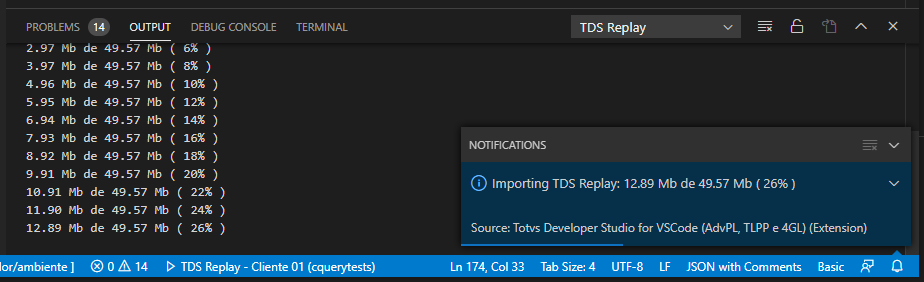 PROBLEMS 14 OUTPUT DEBUG CONSOLE TERMINAL TDS Replay
2.97 Mb de 49.57 Mb ( 6% )
3.97 Mb de 49.57 Mb ( 8% )
4.96 Mb de 49.57 Mb ( 10% )
5.95 Mb de 49.57 Mb ( 12% )
6.94 Mb de 49.57 Mb ( 14% )
7.93 Mb de 49.57 Mb ( 16% )
8.92 Mb de 49.57 Mb ( 18% )
9.91 Mb de 49.57 Mb ( 20% )
10.91 Mb de 49.57 Mb ( 22% )
11.90 Mb de 49.57 Mb ( 24% )
12.89 Mb de 49.57 Mb ( 26% )
NOTIFICATIONS
Importing TDS Replay: 12.89 Mb de 49.57 Mb ( 26% )
Source: Totvs Developer Studio for VSCode (AdvPL, TLPP e 4GL) (Extension)
dor/ambiente ] 0 14 TDS Replay - Cliente 01 (cquerytests) Ln 174, Col 33 Tab Size: 4 UTF-8 LF JSON with Comments Basic